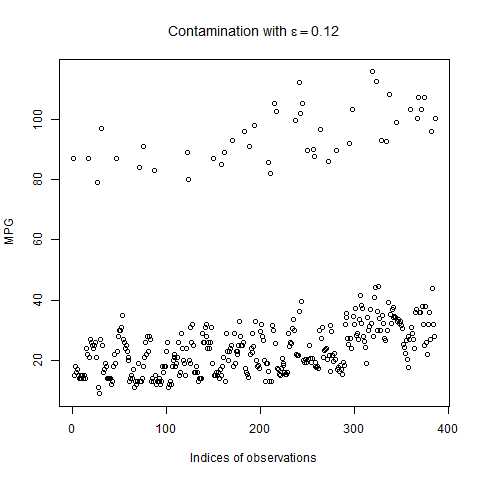 Contamination with ε = 0.12
100
80
60
40
20
MPG
0 100 200 300 400
Indices of observations